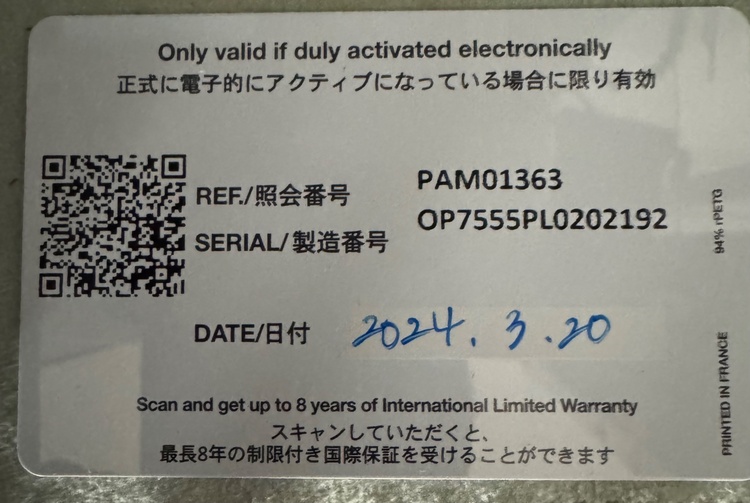 Only valid if duly activated electronically
正式に電子的にアクティブになっている場合に限り有効
REF./照会番号 PAM01363
SERIAL/製造番号 OP7555PL0202192
DATE/日付 2024.3.20
Scan and get up to 8 years of International Limited Warranty
スキャンしていただくと、
最長8年の制限付き国際保証を受けることができます
94% rPETG
PRINTED IN FRANCE